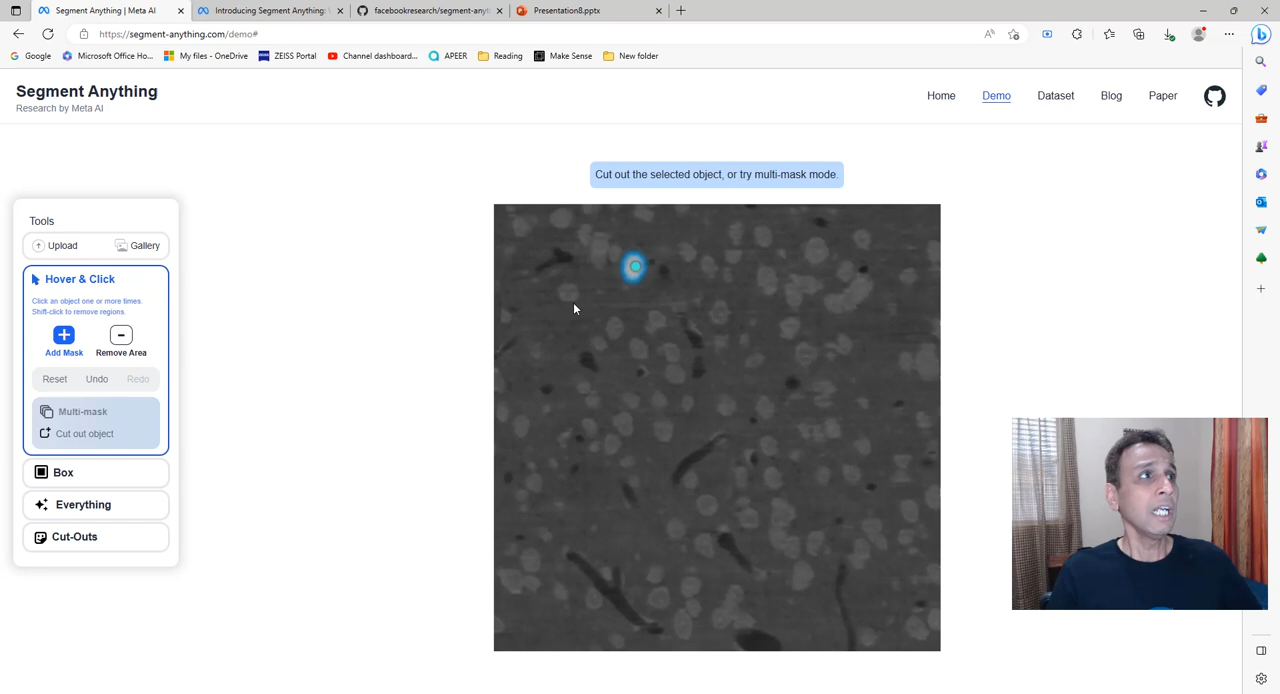 Segment Anything | Meta AI
Introducing Segment Anything: W
facebookresearch/segment-anyt
Presentation8.pptx
https://segment-anything.com/demo#
Google
Microsoft Office Ho...
My files - OneDrive
ZEISS Portal
Channel dashboard...
APEER
Reading
Make Sense
New folder
Segment Anything
Research by Meta AI
Home
Demo
Dataset
Blog
Paper
Cut out the selected object, or try multi-mask mode.
Tools
Upload
Gallery
Hover & Click
Click an object one or more times.
Shift-click to remove regions.
Add Mask
Remove Area
Reset
Undo
Redo
Multi-mask
Cut out object
Box
Everything
Cut-Outs